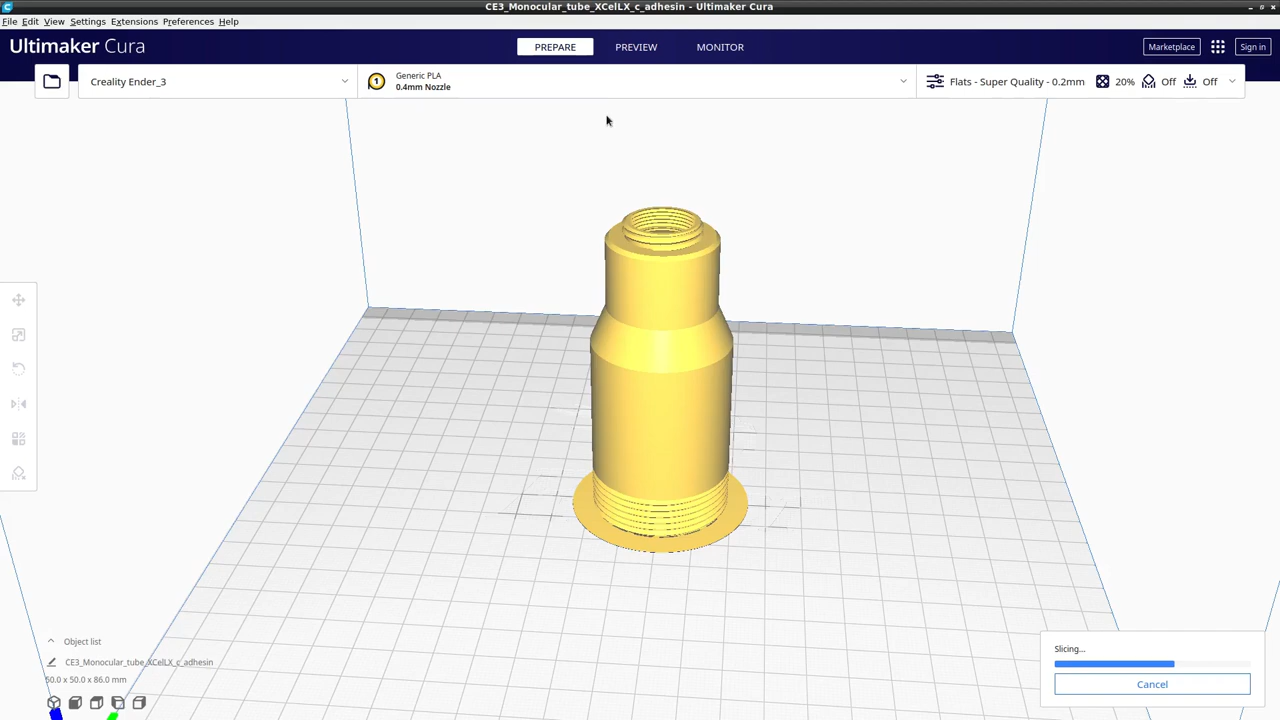 CE3_Monocular_tube_XCelLX_c_adhesin - Ultimaker Cura
File Edit View Settings Extensions Preferences Help
Ultimaker Cura
PREPARE
PREVIEW
MONITOR
Marketplace
Sign in
Creality Ender_3
1
Generic PLA
0.4mm Nozzle
Flats - Super Quality - 0.2mm
20%
Off
Off
Object list
CE3_Monocular_tube_XCelLX_c_adhesin
50.0 x 50.0 x 86.0 mm
Slicing...
Cancel